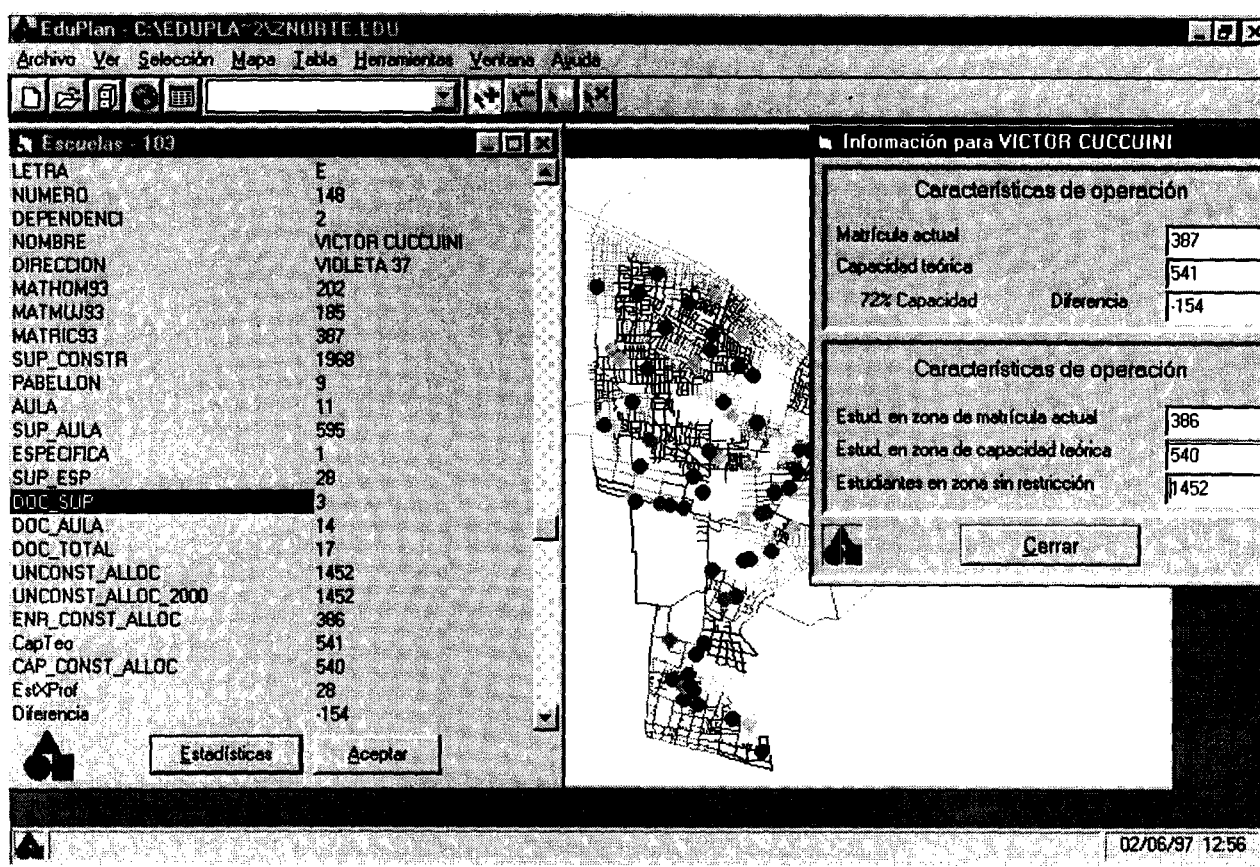 EduPlan - C:\EDUPLA~2\ZNORTE.EDU
Archivo Ver Selección Mapa Tabla Herramientas Ventana Ayuda
Escuelas - 103
LETRA E
NUMERO 148
DEPENDENCI 2
NOMBRE VICTOR CUCCUINI
DIRECCION VIOLETA 37
MATHOM93 202
MATMUJ93 185
MATRIC93 387
SUP_CONSTR 1968
PABELLON 9
AULA 11
SUP_AULA 595
ESPECIFICA 1
SUP_ESP 28
DOC_SUP 3
DOC_AULA 14
DOC_TOTAL 17
UNCONST_ALLOC 1452
UNCONST_ALLOC_2000 1452
ENR_CONST_ALLOC 386
CapTeo 541
CAP_CONST_ALLOC 540
EstXProf 28
Diferencia -154
Estadísticas Aceptar
Información para VICTOR CUCCUINI
Características de operación
Matrícula actual 387
Capacidad teórica 541
72% Capacidad Diferencia -154
Características de operación
Estud. en zona de matrícula actual 386
Estud. en zona de capacidad teórica 540
Estudiantes en zona sin restricción 1452
Cerrar
02/06/97 12:56